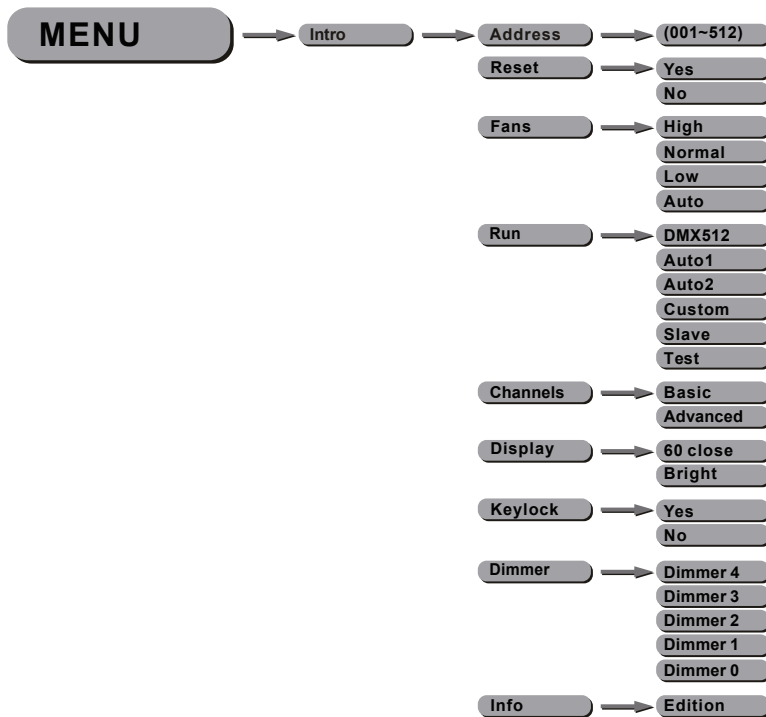 MENU
Intro
Address
(001~512)
Reset
Yes
No
Fans
High
Normal
Low
Auto
Run
DMX512
Auto1
Auto2
Custom
Slave
Test
Channels
Basic
Advanced
Display
60 close
Bright
Keylock
Yes
No
Dimmer
Dimmer 4
Dimmer 3
Dimmer 2
Dimmer 1
Dimmer 0
Info
Edition